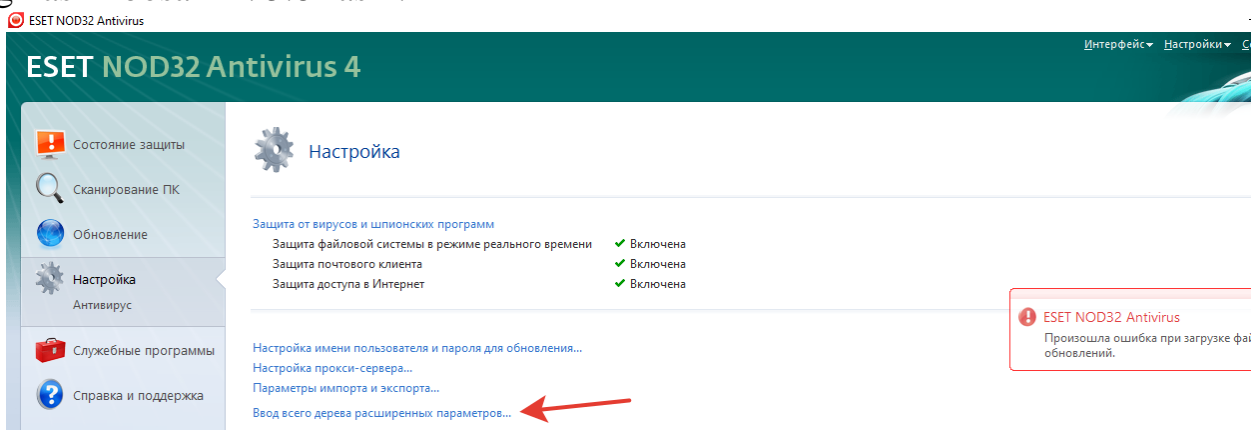 ESET NOD32 Antivirus
Интерфейс Настройки
ESET NOD32 Antivirus 4
Состояние защиты
Сканирование ПК
Обновление
Настройка
Антивирус
Служебные программы
Справка и поддержка
Настройка
Защита от вирусов и шпионских программ
Защита файловой системы в режиме реального времени Включена
Защита почтового клиента Включена
Защита доступа в Интернет Включена
Настройка имени пользователя и пароля для обновления...
Настройка прокси-сервера...
Параметры импорта и экспорта...
Ввод всего дерева расширенных параметров...
ESET NOD32 Antivirus
Произошла ошибка при загрузке
обновлений.